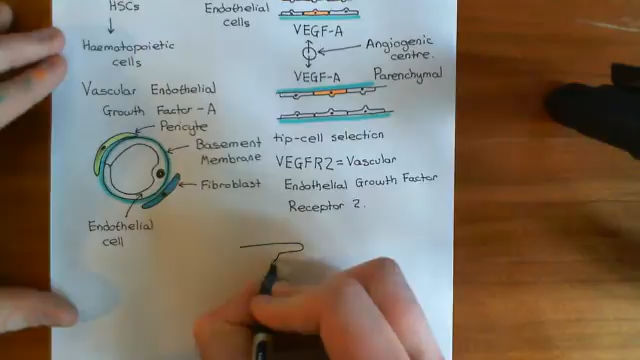 HSCs
Haematopoietic
cells
Vascular Endothelial
Growth Factor-A
Pericyte
Basement
Membrane
Fibroblast
Endothelial
cell
Endothelial
cells
VEGF-A
Angiogenic
centre.
VEGF-A
Parenchymal
tip-cell selection
VEGFR2=Vascular
Endothelial Growth Factor
Receptor 2.